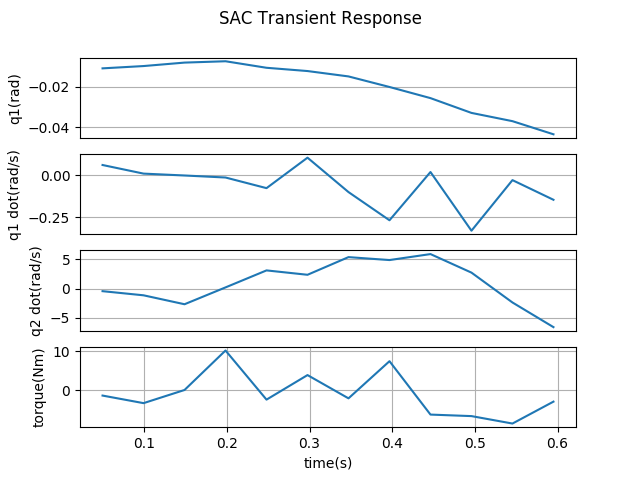 SAC Transient Response
q1(rad)
−0.02
−0.04
q1 dot(rad/s)
0.00
−0.25
q2 dot(rad/s)
5
0
−5
torque(Nm)
10
0
0.1 0.2 0.3 0.4 0.5 0.6
time(s)